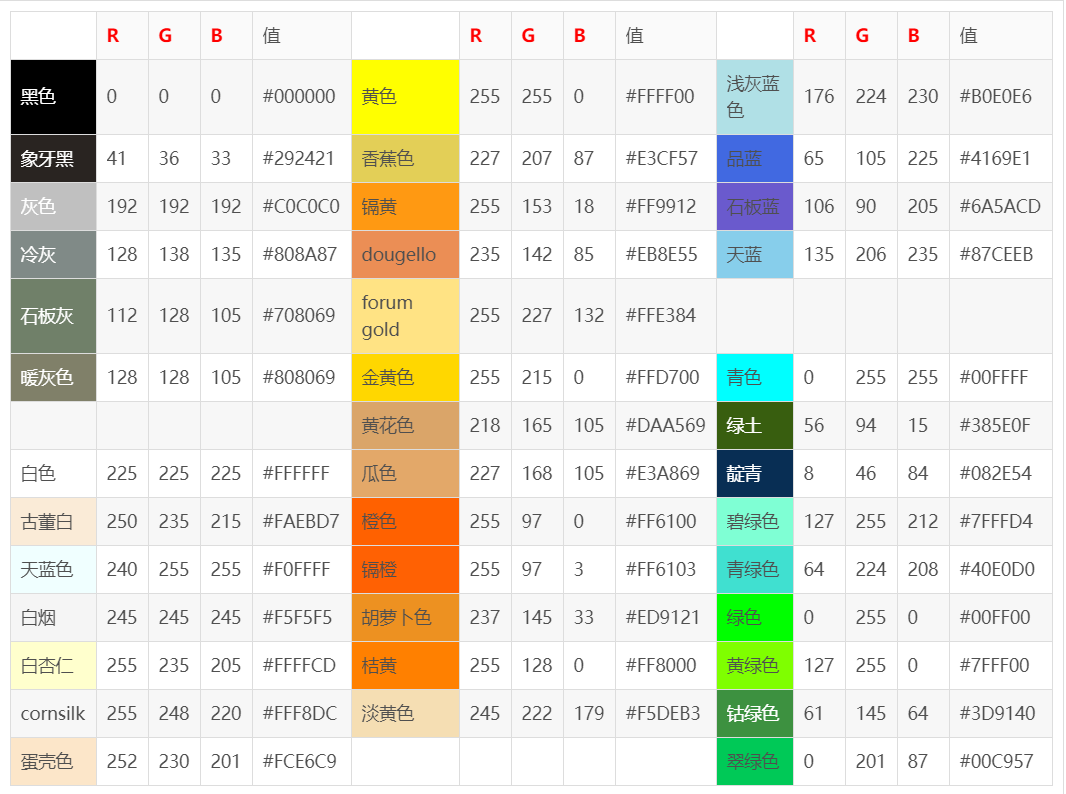 R G B 值 R G B 值 R G B 值
黑色 0 0 0 #000000 黄色 255 255 0 #FFFF00 浅灰蓝色 176 224 230 #B0E0E6
象牙黑 41 36 33 #292421 香蕉色 227 207 87 #E3CF57 品蓝 65 105 225 #4169E1
灰色 192 192 192 #C0C0C0 镉黄 255 153 18 #FF9912 石板蓝 106 90 205 #6A5ACD
冷灰 128 138 135 #808A87 dougello 235 142 85 #EB8E55 天蓝 135 206 235 #87CEEB
石板灰 112 128 105 #708069 forum gold 255 227 132 #FFE384
暖灰色 128 128 105 #808069 金黄色 255 215 0 #FFD700 青色 0 255 255 #00FFFF
黄花色 218 165 105 #DAA569 绿土 56 94 15 #385E0F
白色 225 225 225 #FFFFFF 瓜色 227 168 105 #E3A869 靛青 8 46 84 #082E54
古董白 250 235 215 #FAEBD7 橙色 255 97 0 #FF6100 碧绿色 127 255 212 #7FFFD4
天蓝色 240 255 255 #F0FFFF 镉橙 255 97 3 #FF6103 青绿色 64 224 208 #40E0D0
白烟 245 245 245 #F5F5F5 胡萝卜色 237 145 33 #ED9121 绿色 0 255 0 #00FF00
白杏仁 255 235 205 #FFFFCD 桔黄 255 128 0 #FF8000 黄绿色 127 255 0 #7FFF00
cornsilk 255 248 220 #FFF8DC 淡黄色 245 222 179 #F5DEB3 钴绿色 61 145 64 #3D9140
蛋壳色 252 230 201 #FCE6C9 翠绿色 0 201 87 #00C957